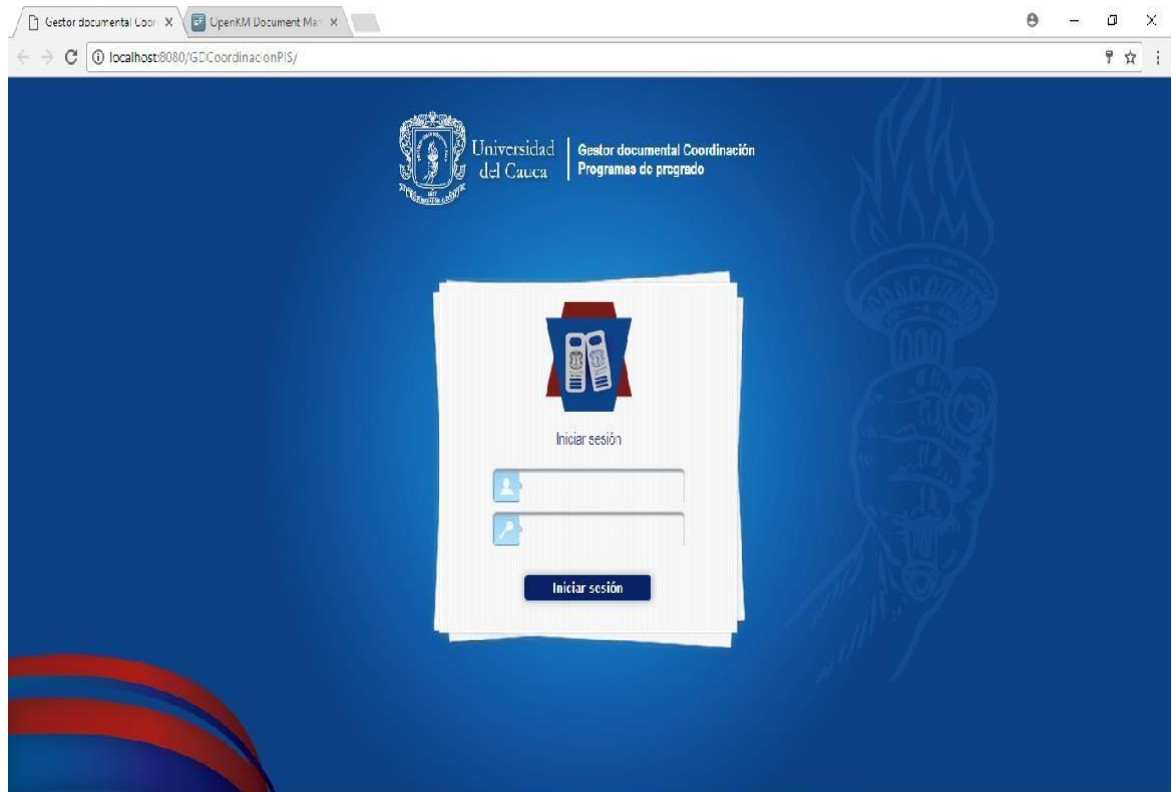 Gestor documental Coor
OpenKM Document Man
localhost:8080/GDCoordinacionPIS/
Universidad
del Cauca
Gestor documental Coordinación
Programas de pregrado
Iniciar sesión
Iniciar sesión